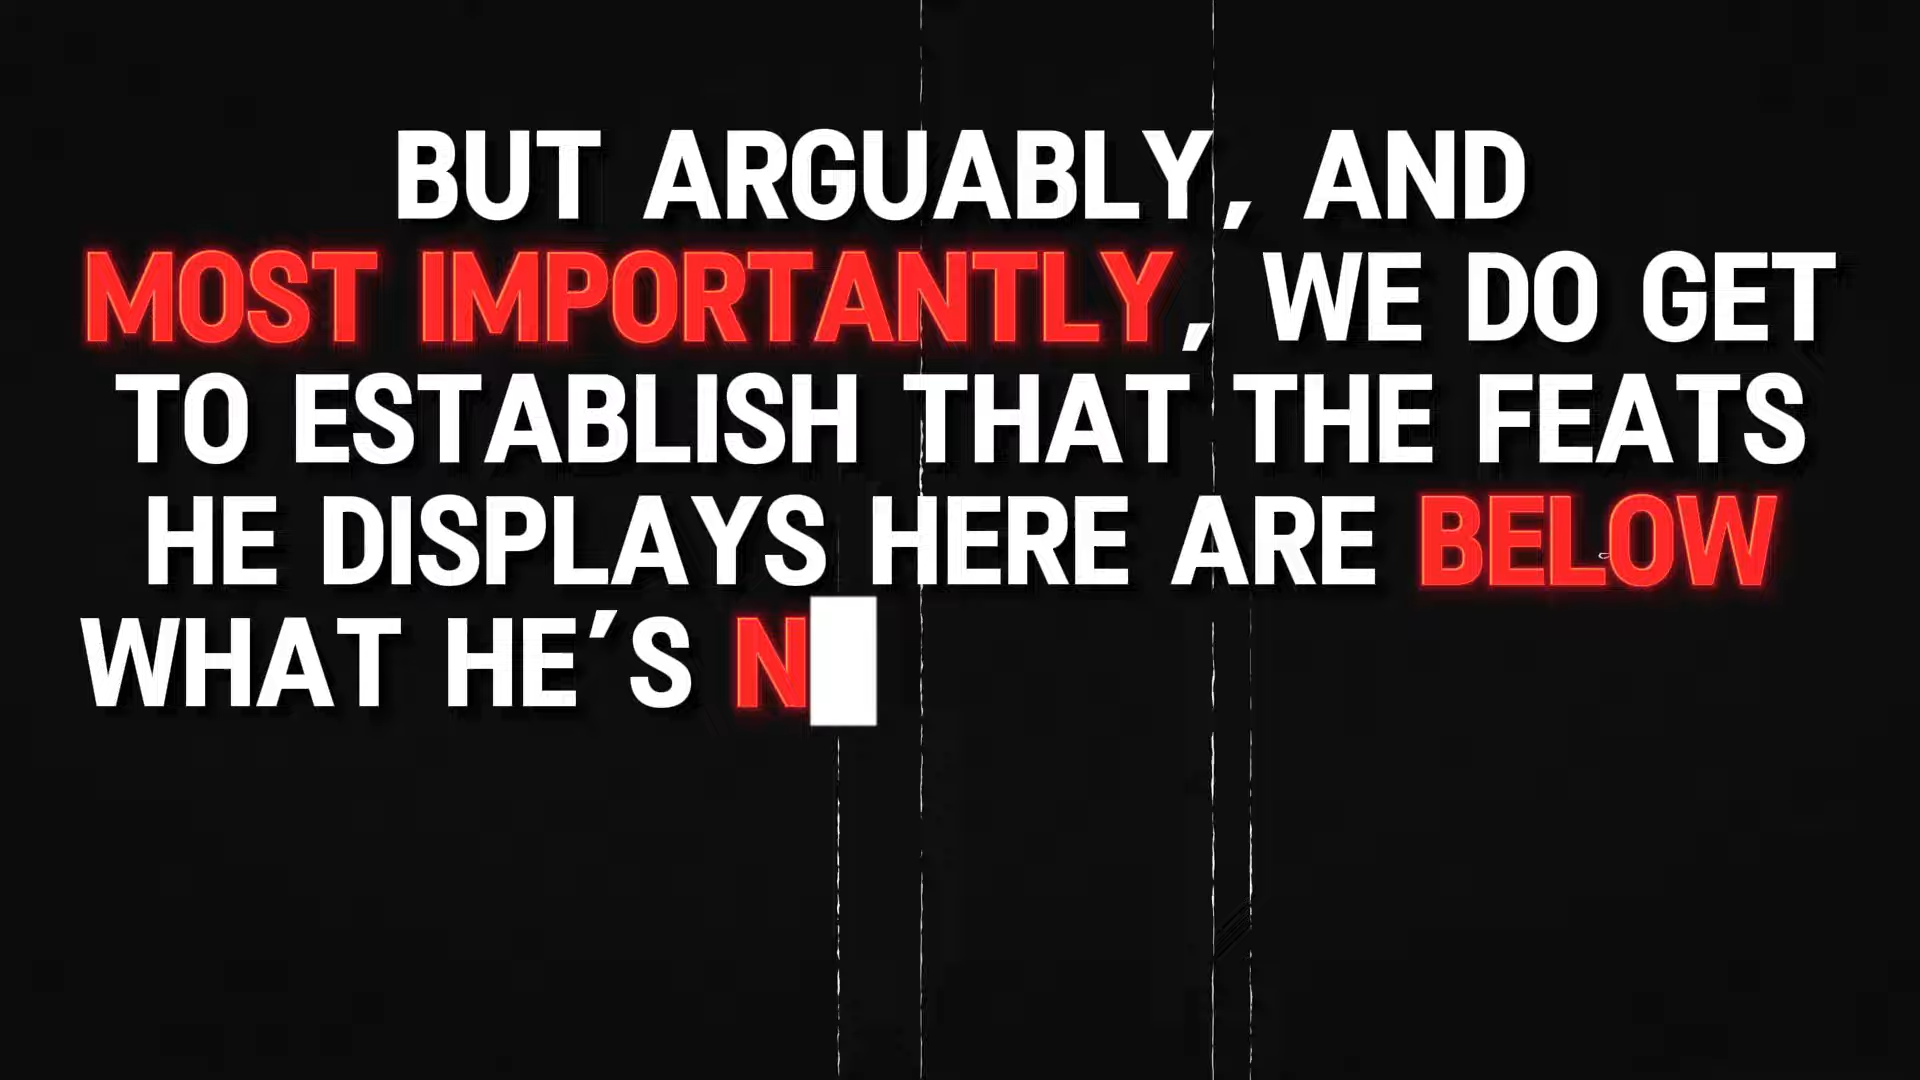 BUT ARGUABLY, AND
MOST IMPORTANTLY, WE DO GET
TO ESTABLISH THAT THE FEATS
HE DISPLAYS HERE ARE BELOW
WHAT HE'S N